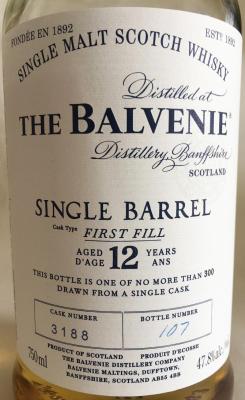 FONDÉE EN 1892 ESTD 1892
SINGLE MALT SCOTCH WHISKY
Distilled at
THE BALVENIE
Distillery, Banffshire
SCOTLAND
SINGLE BARREL
Cask Type FIRST FILL
AGED 12 YEARS
D'AGE ANS
THIS BOTTLE IS ONE OF NO MORE THAN 300
DRAWN FROM A SINGLE CASK
CASK NUMBER BOTTLE NUMBER
3188 107
PRODUCT OF SCOTLAND PRODUIT D'ECOSSE
750ml THE BALVENIE DISTILLERY COMPANY 47.8%
BALVENIE MALTINGS, DUFFTOWN,
BANFFSHIRE, SCOTLAND AB55 4BB